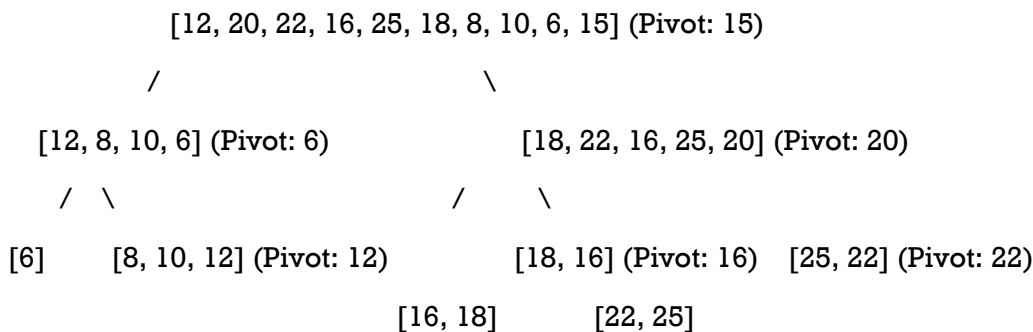 [12, 20, 22, 16, 25, 18, 8, 10, 6, 15] (Pivot: 15)
/ \
[12, 8, 10, 6] (Pivot: 6) [18, 22, 16, 25, 20] (Pivot: 20)
/ \ / \
[6] [8, 10, 12] (Pivot: 12) [18, 16] (Pivot: 16) [25, 22] (Pivot: 22)
[16, 18] [22, 25]